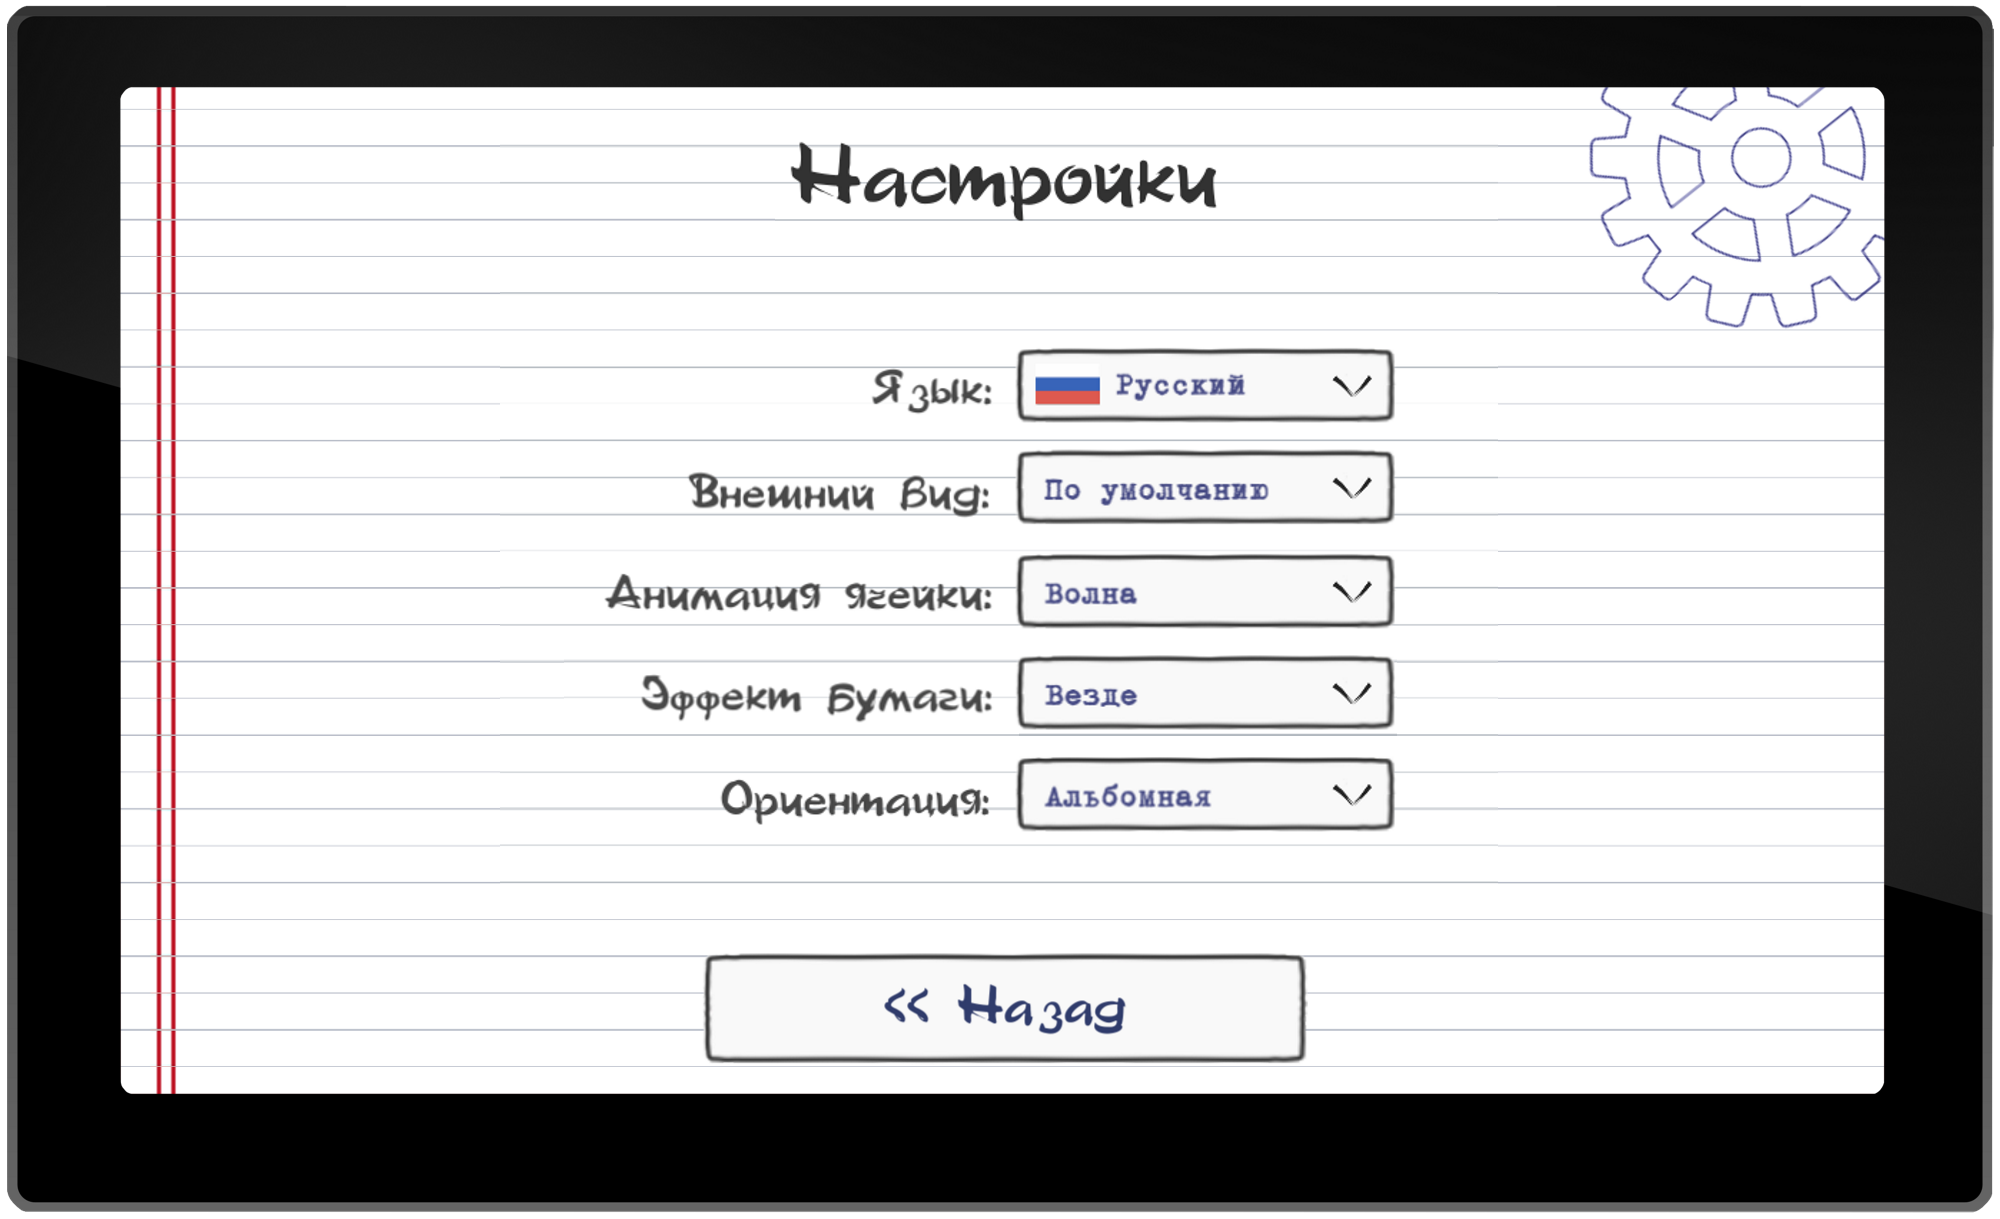 Настройки
Язык: Русский
Внешний Вид: По умолчанию
Анимация ячейки: Волна
Эффект Бумаги: Везде
Ориентация: Альбомная
<< Назад